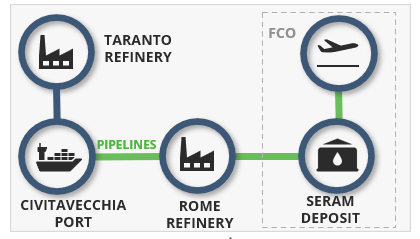 TARANTO
REFINERY
FCO
PIPELINES
CIVITAVECCHIA
PORT
ROME
REFINERY
SERAM
DEPOSIT